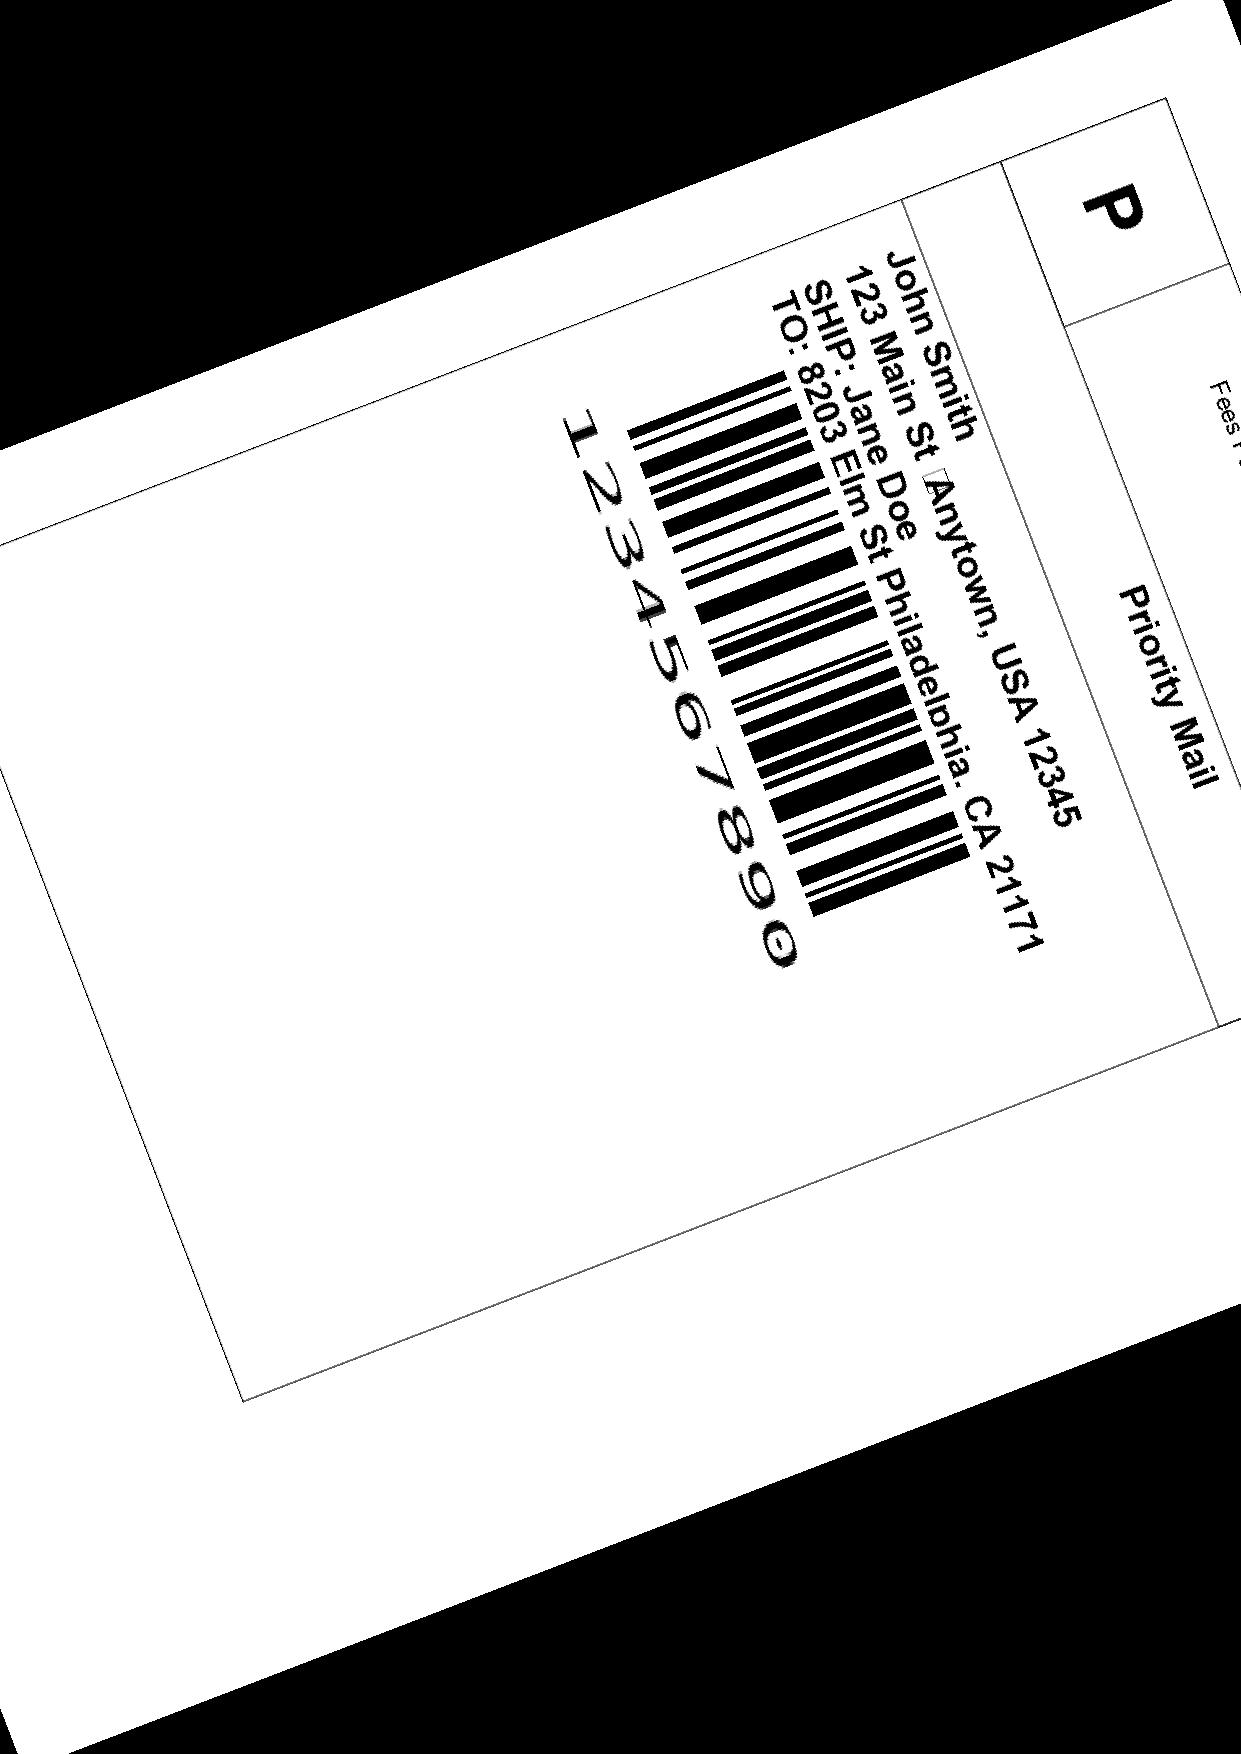 P
Fees
Priority Mail
John Smith
123 Main St Anytown, USA 12345
SHIP: Jane Doe
TO: 8203 Elm St Philadelphia, CA 21171
1234567890